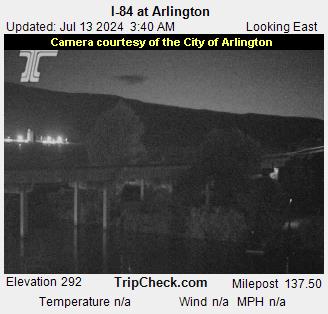 I-84 at Arlington
Updated: Jul 13 2024 3:40 AM Looking East
Camera courtesy of the City of Arlington
Elevation 292 TripCheck.com Milepost 137.50
Temperature n/a Wind n/a MPH n/a